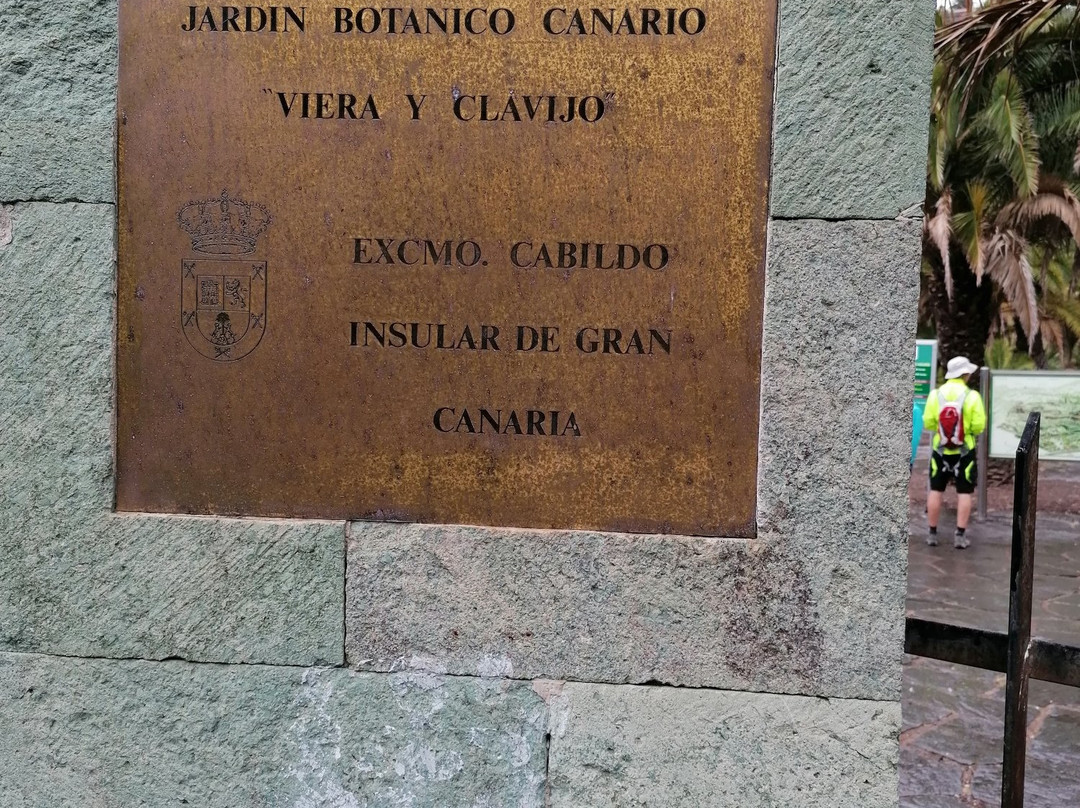 JARDIN BOTANICO CANARIO
"VIERA Y CLAVIJO"
EXCMO. CABILDO
INSULAR DE GRAN
CANARIA